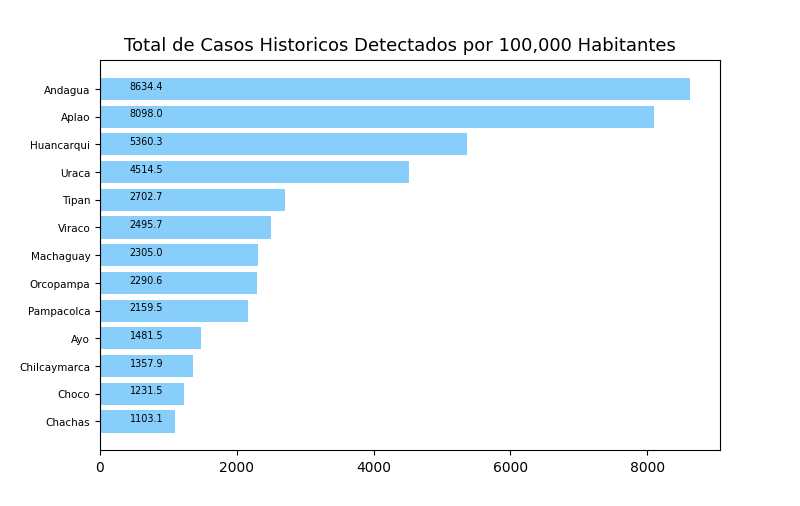 Total de Casos Historicos Detectados por 100,000 Habitantes
Andagua 8634.4
Aplao 8098.0
Huancarqui 5360.3
Uraca 4514.5
Tipan 2702.7
Viraco 2495.7
Machaguay 2305.0
Orcopampa 2290.6
Pampacolca 2159.5
Ayo 1481.5
Chilcaymarca 1357.9
Choco 1231.5
Chachas 1103.1
0 2000 4000 6000 8000